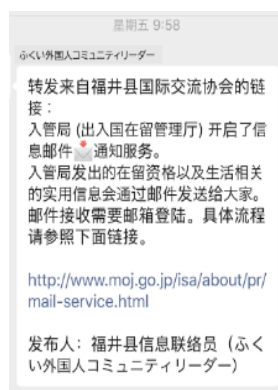 星期五 9:58
ふくい外国人コミュニティリーダー
转发来自福井县国际交流协会的链
接：
入管局 (出入国在留管理厅) 开启了信
息邮件📩通知服务。
入管局发出的在留资格以及生活相关
的实用信息会通过邮件发送给大家。
邮件接收需要邮箱登陆。具体流程
请参照下面链接。
http://www.moj.go.jp/isa/about/pr/
mail-service.html
发布人：福井县信息联络员（ふく
い外国人コミュニティリーダー）